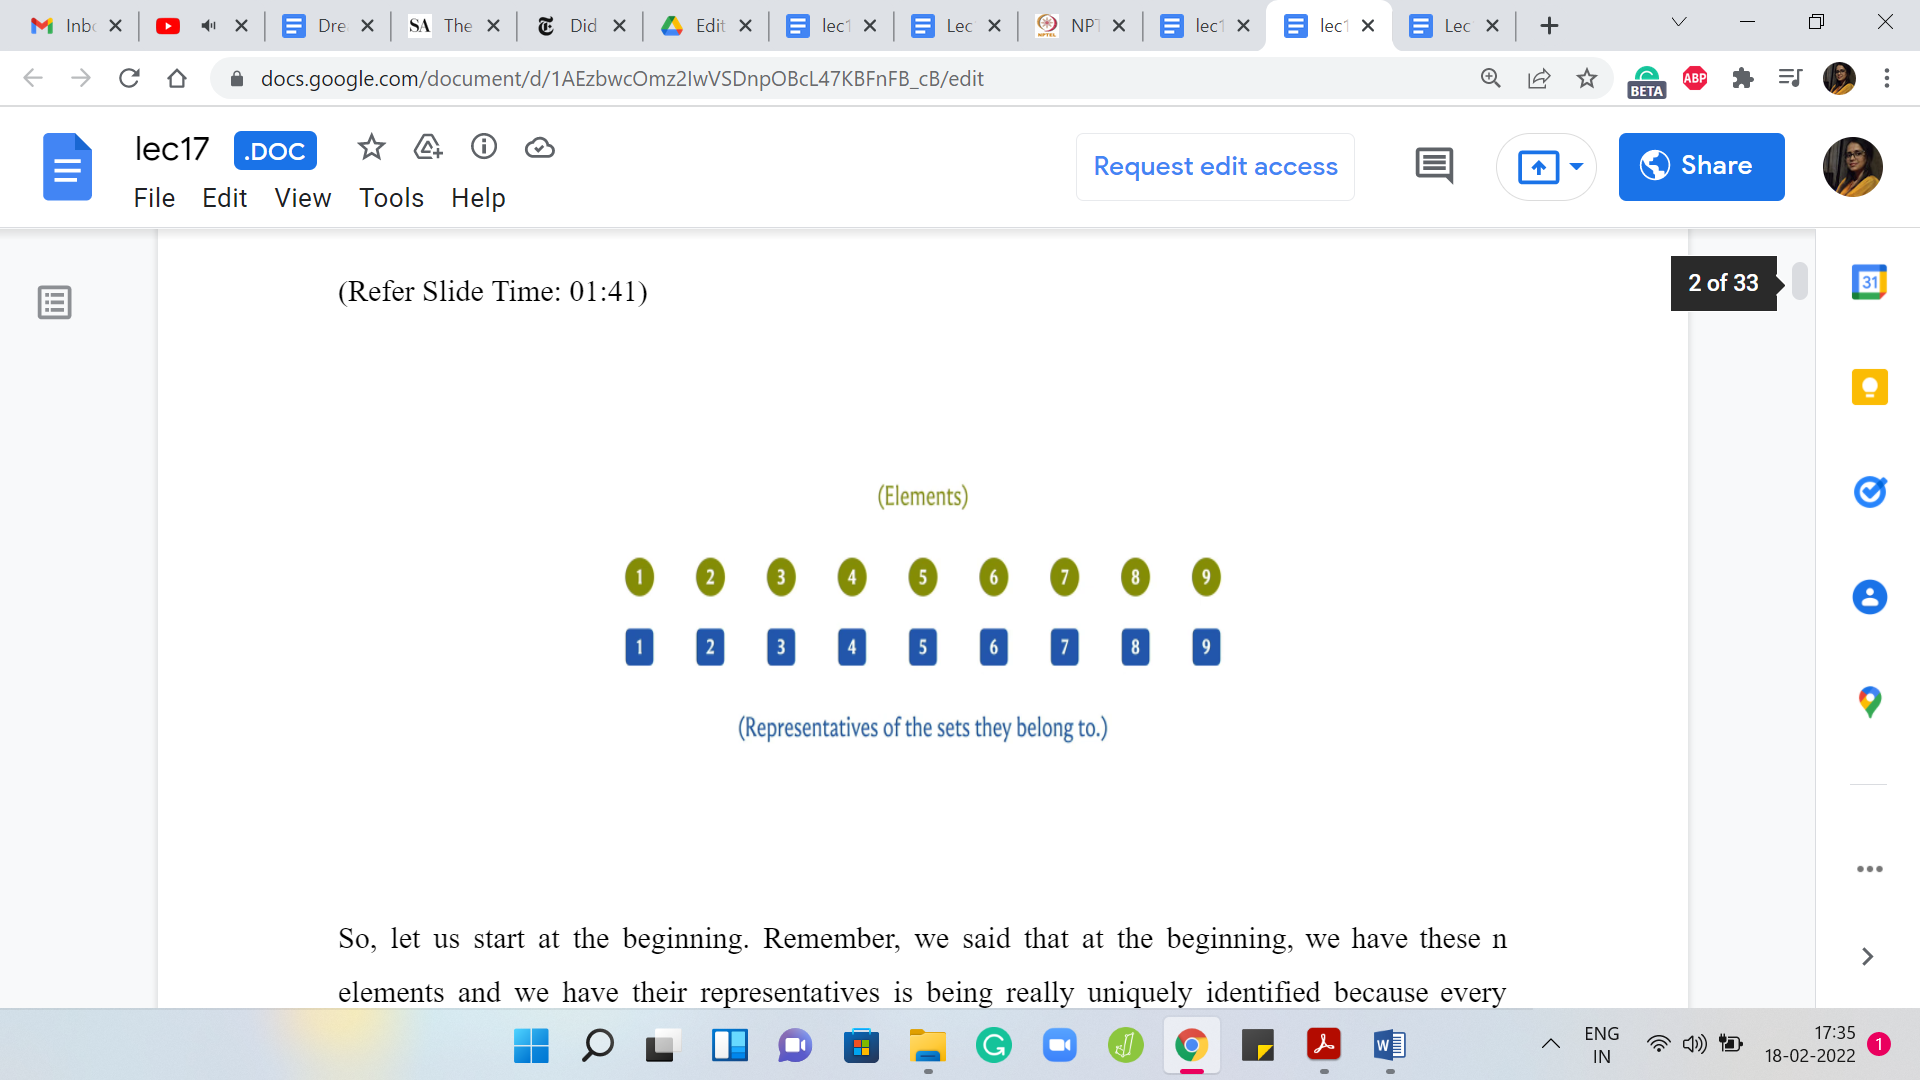 Inbo
Dre
SA The
Did
Edit
lec1
Lec
NPT
lec1
lec1
Lec
docs.google.com/document/d/1AEzbwcOmz2IwVSDnpOBcL47KBFnFB_cB/edit
ABP
BETA
lec17 .DOC
File Edit View Tools Help
Request edit access
Share
(Refer Slide Time: 01:41)
2 of 33
31
(Elements)
1 2 3 4 5 6 7 8 9
1 2 3 4 5 6 7 8 9
(Representatives of the sets they belong to.)
So, let us start at the beginning. Remember, we said that at the beginning, we have these n
elements and we have their representatives is being really uniquely identified because every
ENG
IN
17:35
18-02-2022
1